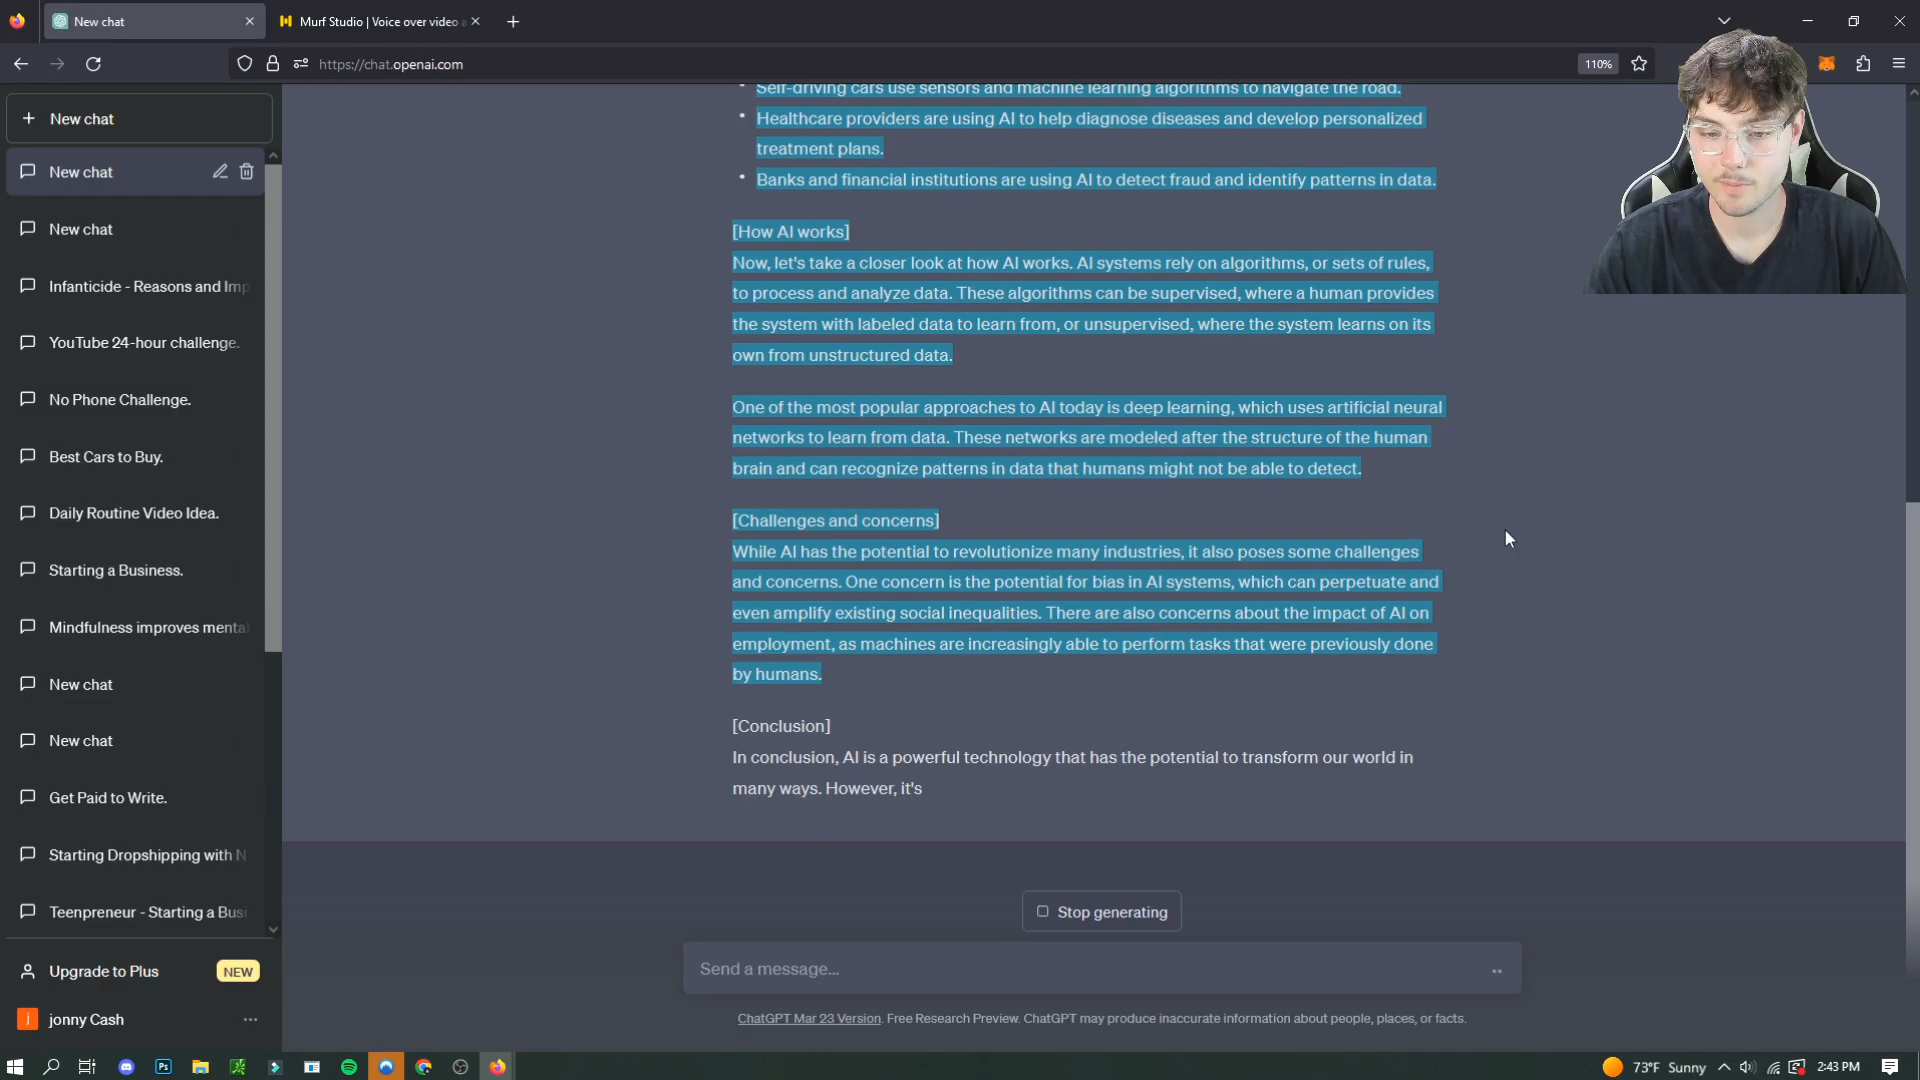 New chat
Murf Studio | Voice over video a
https://chat.openai.com
110%
New chat
New chat
New chat
Infanticide - Reasons and Imp
YouTube 24-hour challenge.
No Phone Challenge.
Best Cars to Buy.
Daily Routine Video Idea.
Starting a Business.
Mindfulness improves menta
New chat
New chat
Get Paid to Write.
Starting Dropshipping with N
Teenpreneur - Starting a Busi
Upgrade to Plus NEW
j jonny Cash
Self-driving cars use sensors and machine learning algorithms to navigate the road.
Healthcare providers are using AI to help diagnose diseases and develop personalized
treatment plans.
Banks and financial institutions are using AI to detect fraud and identify patterns in data.
[How AI works]
Now, let's take a closer look at how AI works. AI systems rely on algorithms, or sets of rules,
to process and analyze data. These algorithms can be supervised, where a human provides
the system with labeled data to learn from, or unsupervised, where the system learns on its
own from unstructured data.
One of the most popular approaches to AI today is deep learning, which uses artificial neural
networks to learn from data. These networks are modeled after the structure of the human
brain and can recognize patterns in data that humans might not be able to detect.
[Challenges and concerns]
While AI has the potential to revolutionize many industries, it also poses some challenges
and concerns. One concern is the potential for bias in AI systems, which can perpetuate and
even amplify existing social inequalities. There are also concerns about the impact of AI on
employment, as machines are increasingly able to perform tasks that were previously done
by humans.
[Conclusion]
In conclusion, AI is a powerful technology that has the potential to transform our world in
many ways. However, it's
Stop generating
Send a message...
ChatGPT Mar 23 Version. Free Research Preview. ChatGPT may produce inaccurate information about people, places, or facts.
Ps
73°F Sunny
2:43 PM